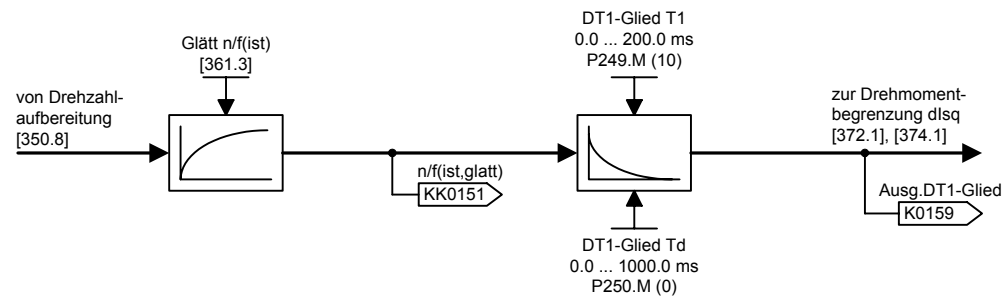 DT1-Glied T1
0.0 ... 200.0 ms
P249.M (10)
Glätt n/f(ist)
[361.3]
von Drehzahl-
aufbereitung
[350.8]
zur Drehmoment-
begrenzung dIsq
[372.1], [374.1]
n/f(ist,glatt)
KK0151
Ausg.DT1-Glied
K0159
DT1-Glied Td
0.0 ... 1000.0 ms
P250.M (0)